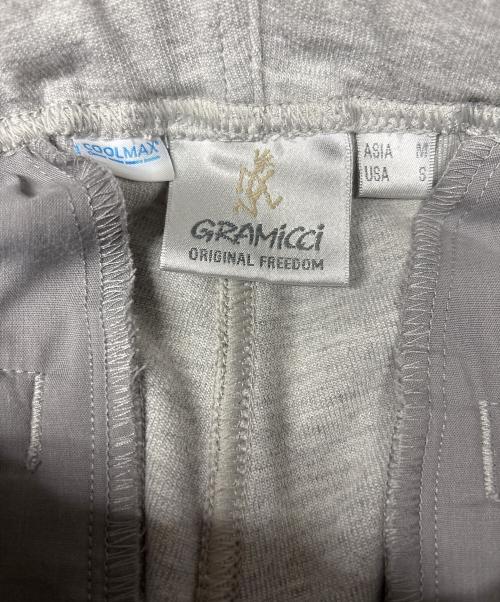 COOLMAX
GRAMICCI
ORIGINAL FREEDOM
ASIA M
USA S